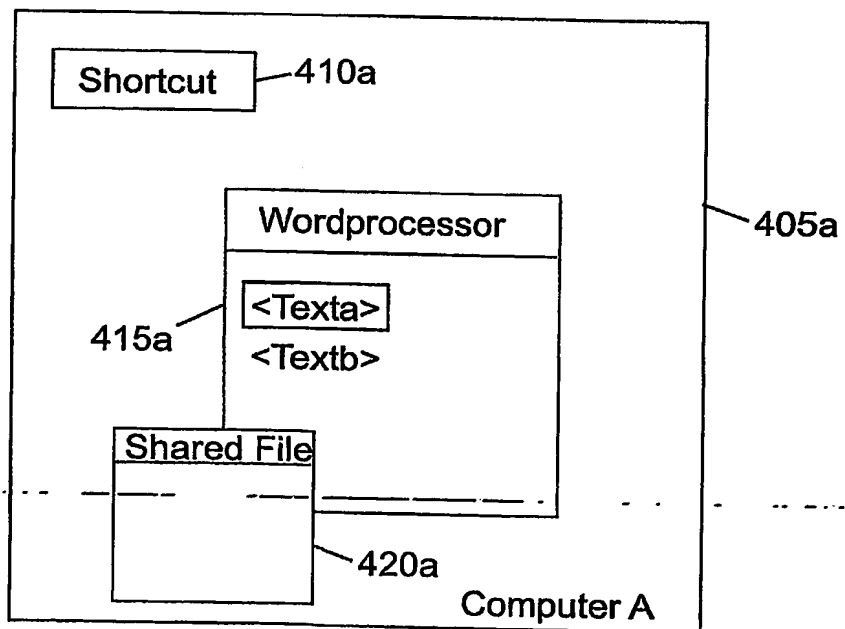 Shortcut 410a
Wordprocessor
405a
<Texta>
415a
<Textb>
Shared File
420a
Computer A